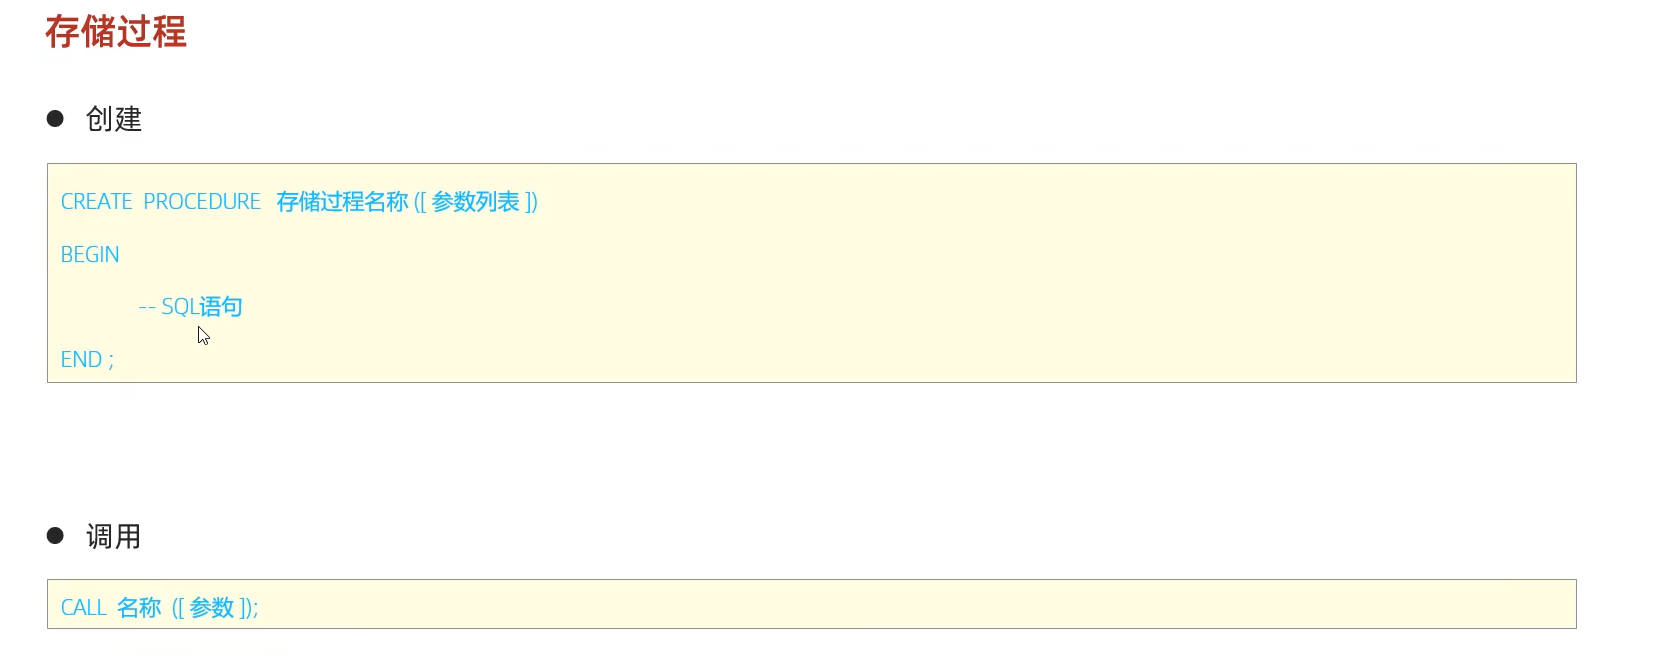 存储过程
● 创建
CREATE PROCEDURE 存储过程名称 ([ 参数列表 ])
BEGIN
-- SQL语句
END ;
● 调用
CALL 名称 ([ 参数 ]);